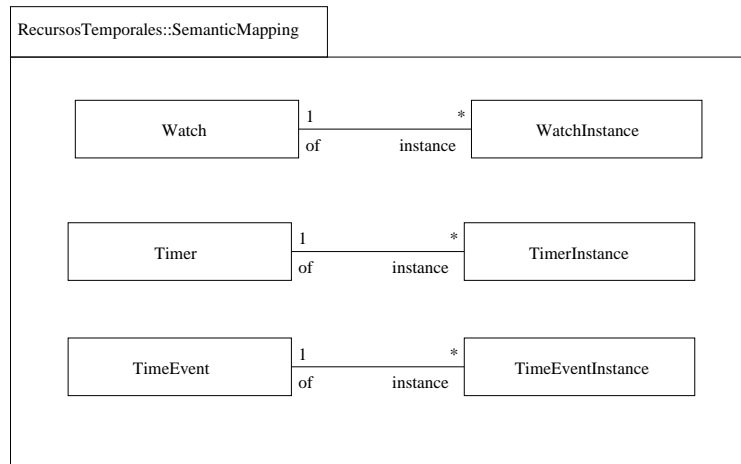 RecursosTemporales::SemanticMapping
1 *
Watch WatchInstance
of instance
1 *
Timer TimerInstance
of instance
1 *
TimeEvent TimeEventInstance
of instance